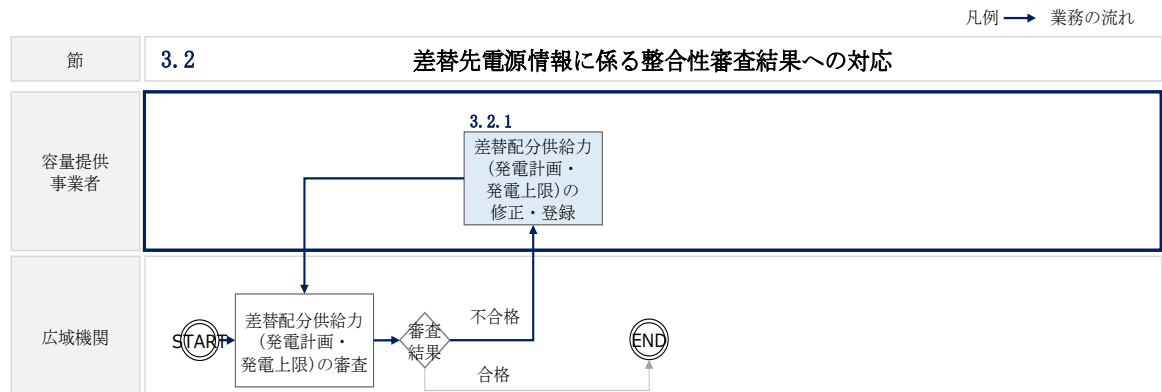 凡例 業務の流れ
節
3.2 差替先電源情報に係る整合性審査結果への対応
容量提供
事業者
3.2.1
差替配分供給力
(発電計画・
発電上限)の
修正・登録
広域機関
START
差替配分供給力
(発電計画・
発電上限)の審査
審査
結果
不合格
合格
END